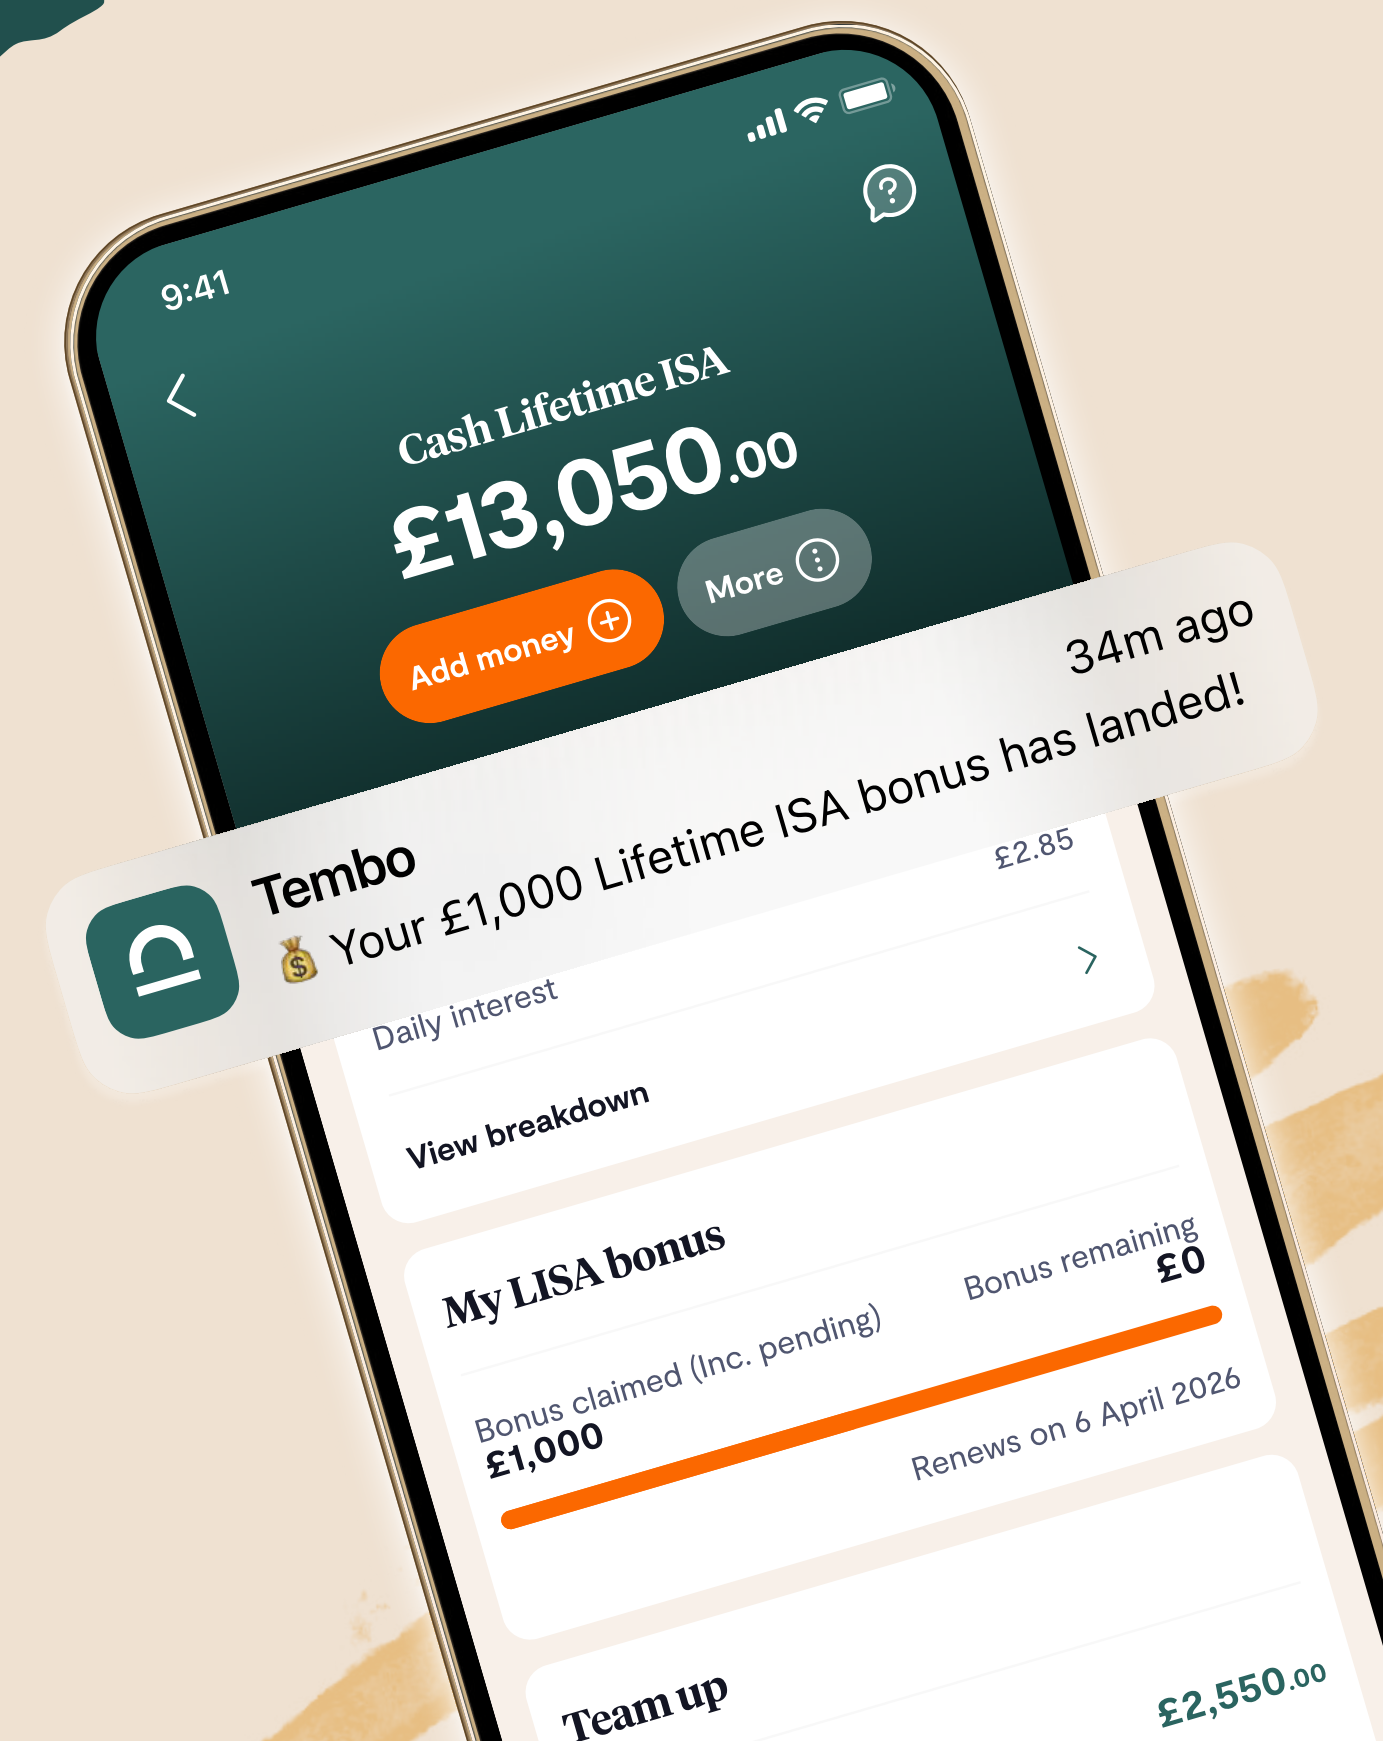 9:41
Cash Lifetime ISA
£13,050.00
Add money
More
34m ago
Tembo
💰 Your £1,000 Lifetime ISA bonus has landed!
Daily interest £2.85
View breakdown
My LISA bonus
Bonus claimed (Inc. pending) Bonus remaining
£1,000 £0
Renews on 6 April 2026
Team up £2,550.00